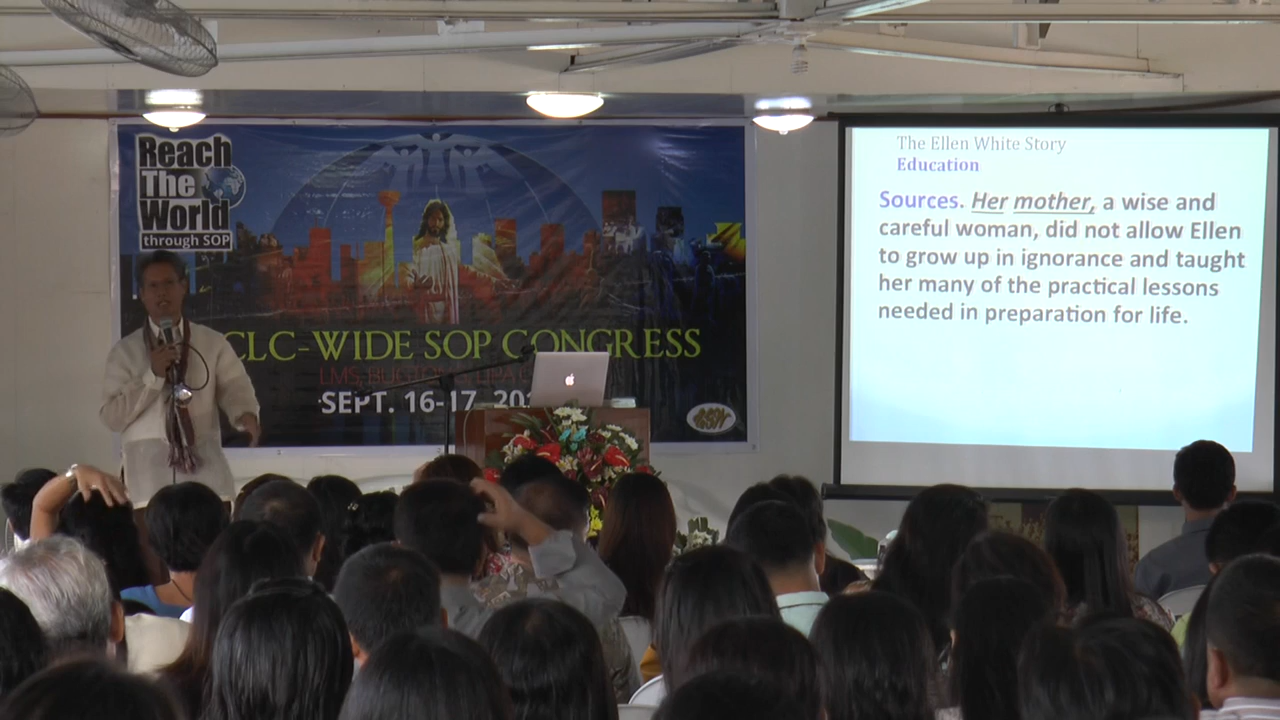 Reach
The
World
through SOP
CLC-WIDE SOP CONGRESS
SEPT. 16-17, 20
The Ellen White Story
Education
Sources. Her mother, a wise and
careful woman, did not allow Ellen
to grow up in ignorance and taught
her many of the practical lessons
needed in preparation for life.